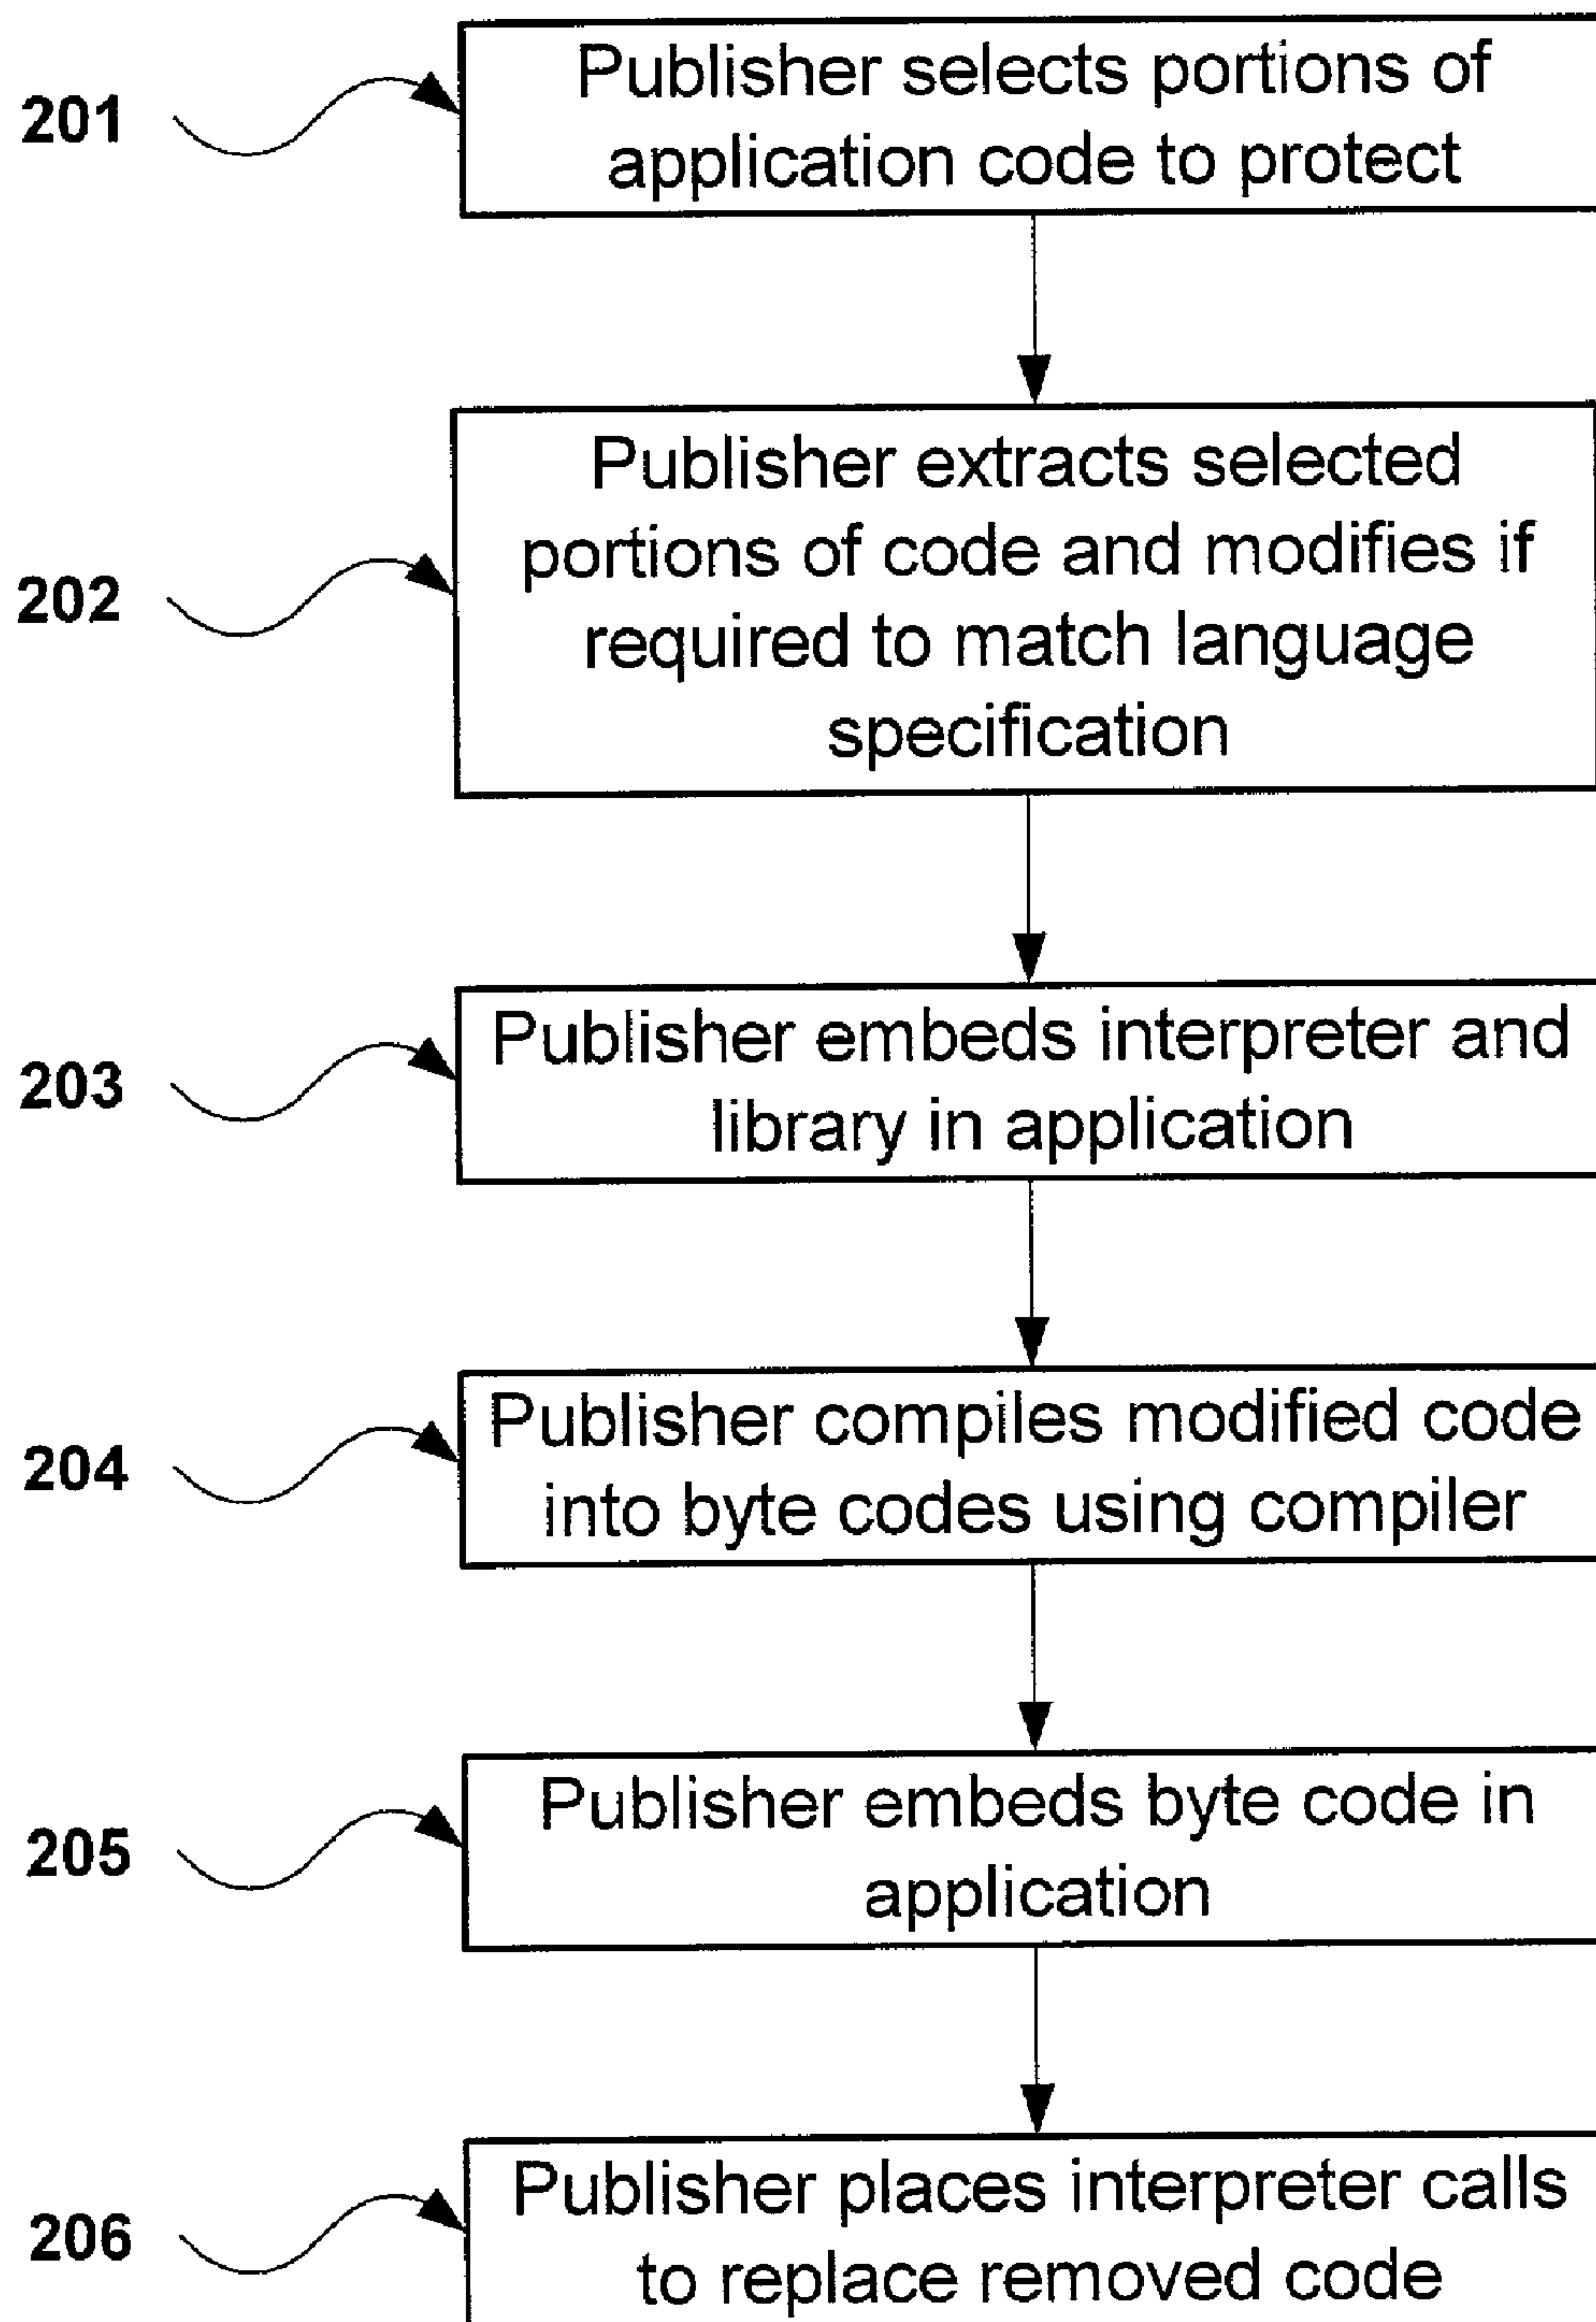 201
Publisher selects portions of
application code to protect
202
Publisher extracts selected
portions of code and modifies if
required to match language
specification
203
Publisher embeds interpreter and
library in application
204
Publisher compiles modified code
into byte codes using compiler
205
Publisher embeds byte code in
application
206
Publisher places interpreter calls
to replace removed code